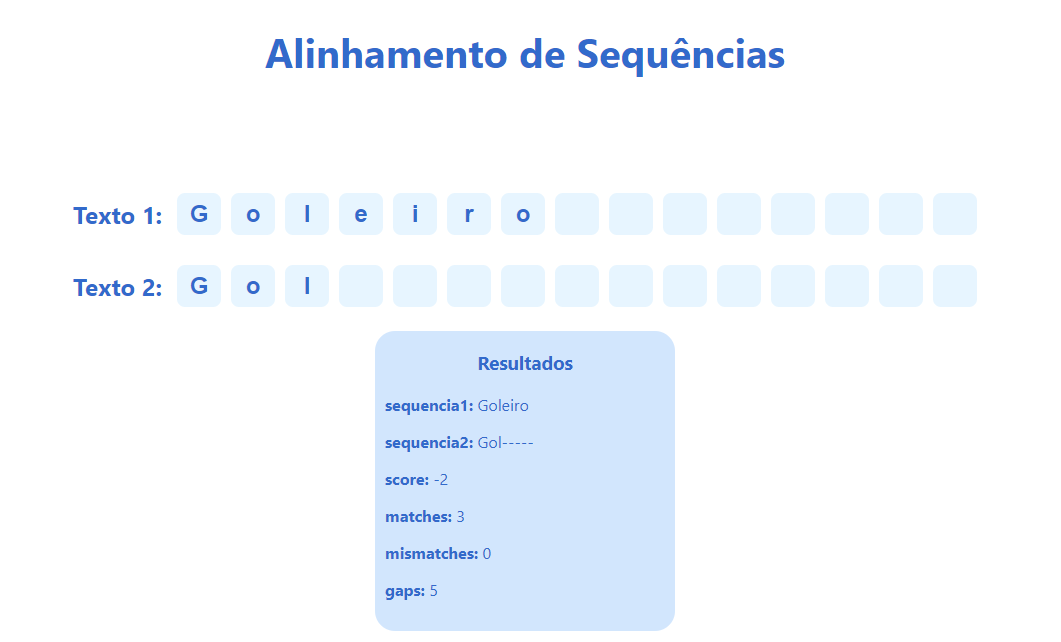 Alinhamento de Sequências
Texto 1: G o l e i r o
Texto 2: G o l
Resultados
sequencia1: Goleiro
sequencia2: Gol-----
score: -2
matches: 3
mismatches: 0
gaps: 5